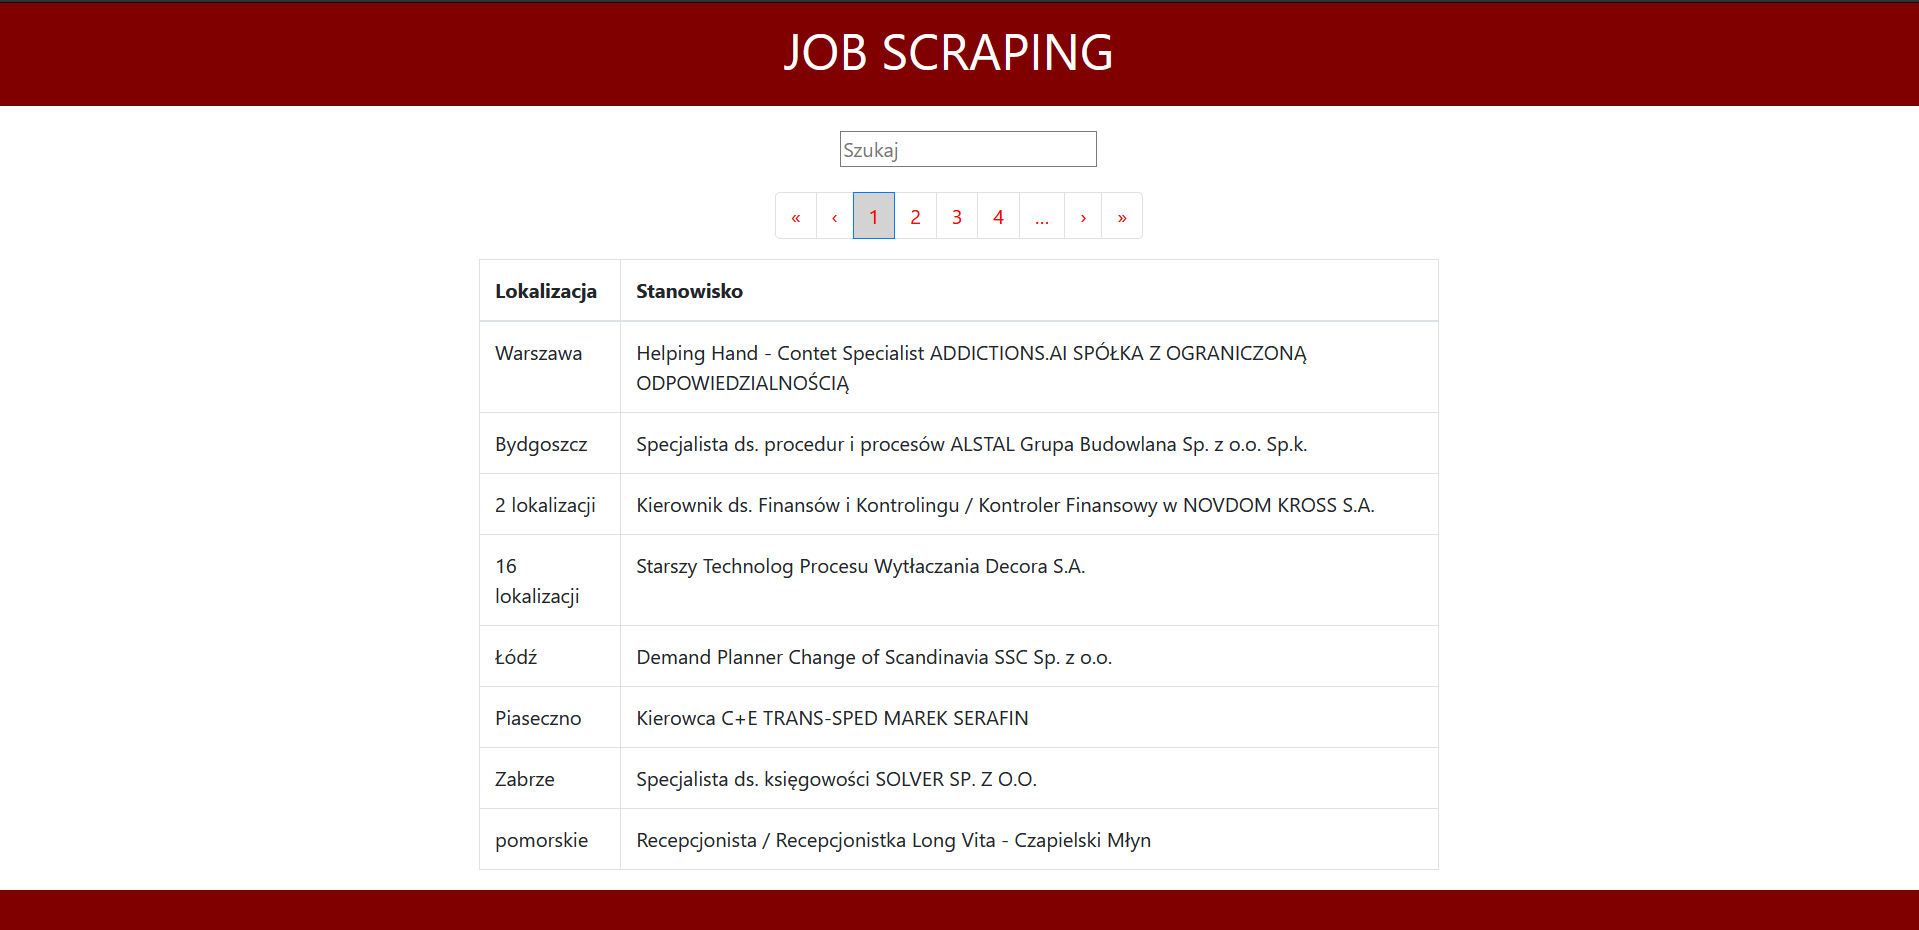 JOB SCRAPING
Szukaj
« ‹ 1 2 3 4 ... › »
Lokalizacja Stanowisko
Warszawa Helping Hand - Contet Specialist ADDICTIONS.AI SPÓŁKA Z OGRANICZONĄ
ODPOWIEDZIALNOŚCIĄ
Bydgoszcz Specjalista ds. procedur i procesów ALSTAL Grupa Budowlana Sp. z o.o. Sp.k.
2 lokalizacji Kierownik ds. Finansów i Kontrolingu / Kontroler Finansowy w NOVDOM KROSS S.A.
16 Starszy Technolog Procesu Wytłaczania Decora S.A.
lokalizacji
Łódź Demand Planner Change of Scandinavia SSC Sp. z o.o.
Piaseczno Kierowca C+E TRANS-SPED MAREK SERAFIN
Zabrze Specjalista ds. księgowości SOLVER SP. Z O.O.
pomorskie Recepcjonista / Recepcjonistka Long Vita - Czapielski Młyn